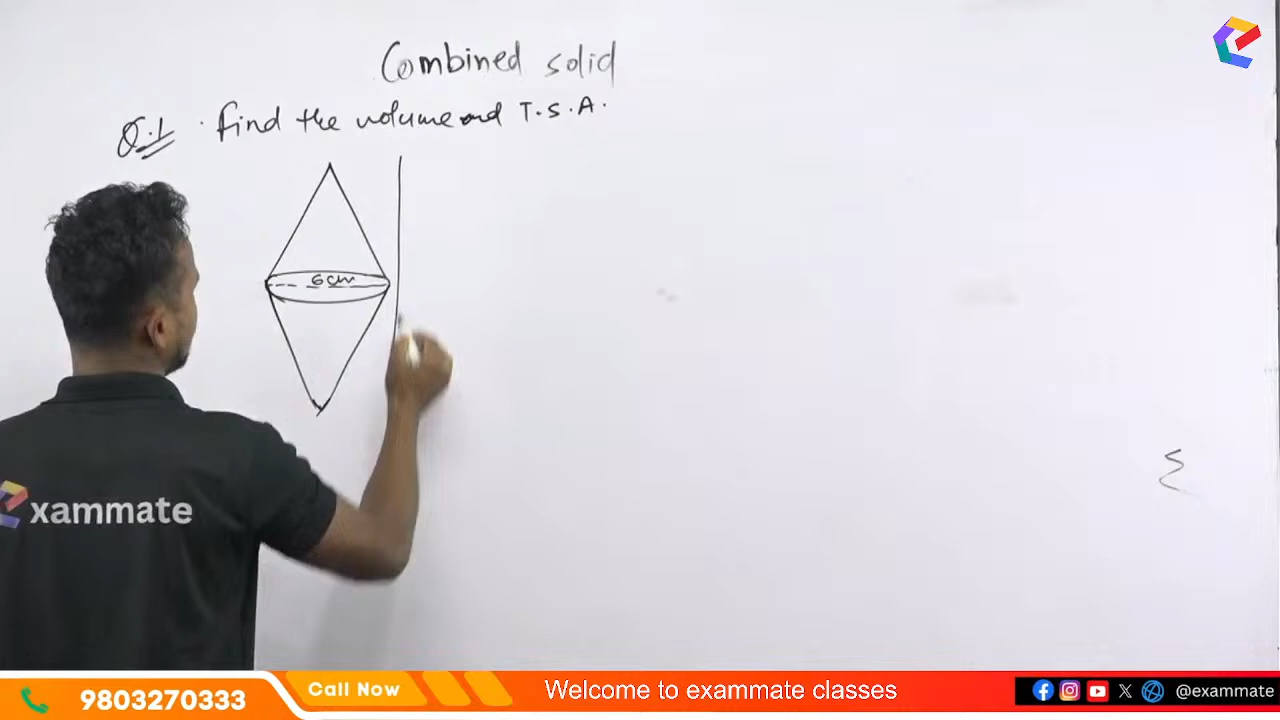 Combined solid
Q.1 . find the volume and T.S.A.
6cm
xammate
9803270333
Call Now
Welcome to exammate classes
@exammate